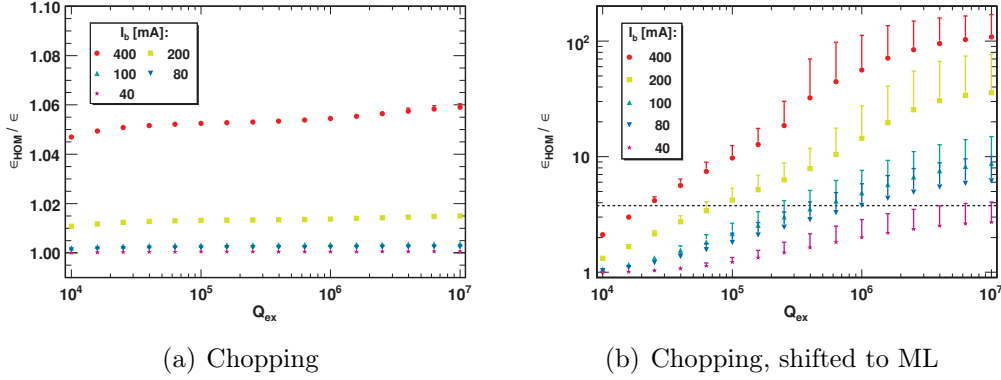 (a)
I_b [mA]:
400 200
100 80
40
1.10
1.08
1.06
1.04
1.02
1.00
ϵ_HOM / ϵ
10^4 10^5 10^6 10^7
Q_ex
(a) Chopping
(b)
I_b [mA]:
400
200
100
80
40
10^2
10
1
ϵ_HOM / ϵ
10^4 10^5 10^6 10^7
Q_ex
(b) Chopping, shifted to ML